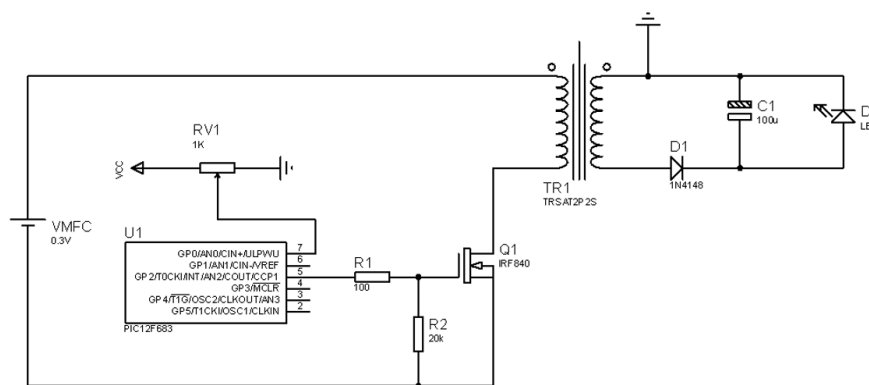 RV1
1K
VCC
VMFC
0.3V
U1
GP0/AN0/CIN+/ULPWU 7
GP1/AN1/CIN-/VREF 6
GP2/T0CKI/INT/AN2/COUT/CCP1 5
GP3/MCLR 4
GP4/T1G/OSC2/CLKOUT/AN3 3
GP5/T1CKI/OSC1/CLKIN 2
PIC12F683
R1
100
R2
20k
Q1
IRF840
TR1
TRSAT2P2S
D1
1N4148
C1
100u
D
LE